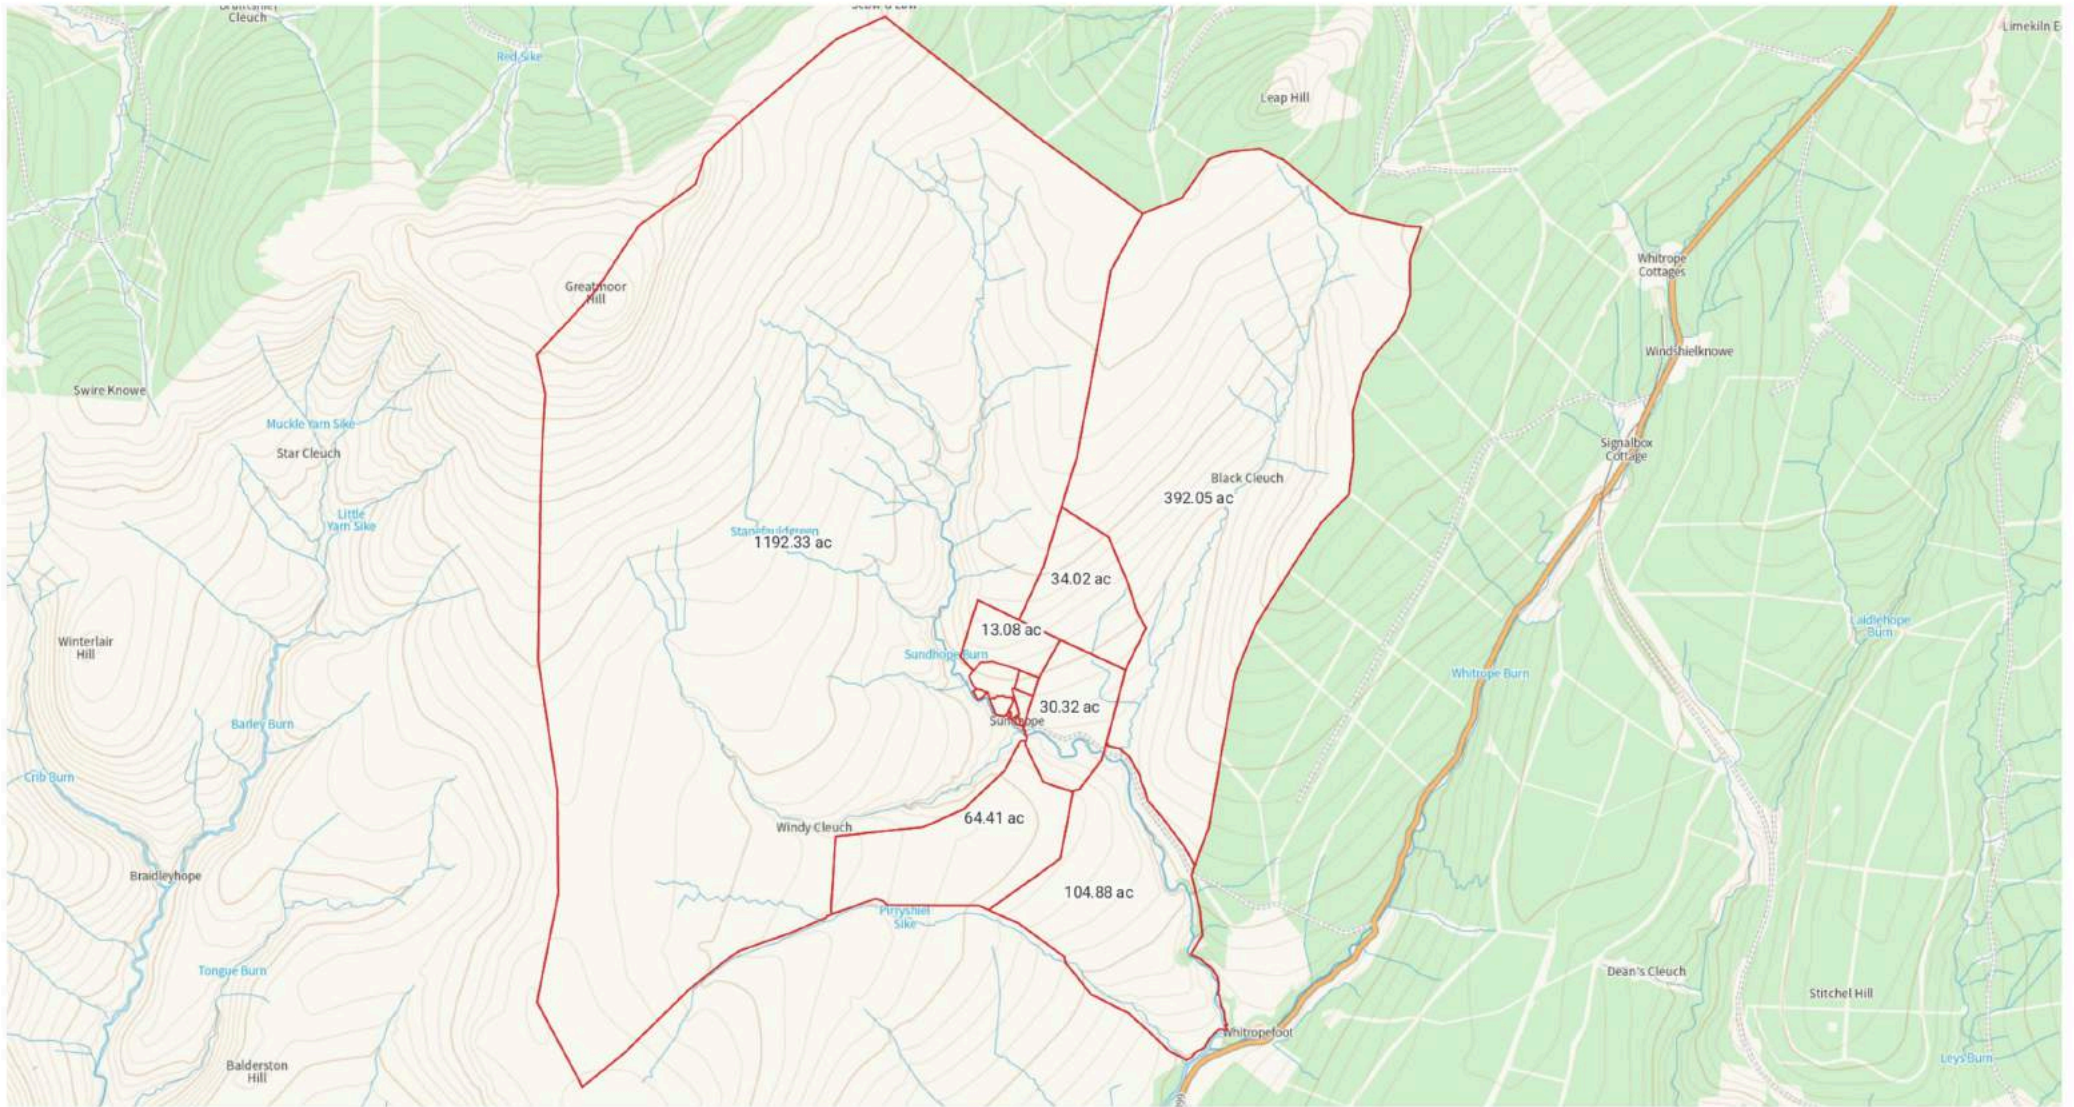 Cleuch
Red Sike
Limekiln E
Leap Hill
Whitrope
Cottages
Greatmoor
Hill
Windshielknowe
Swire Knowe
Muckle Yarn Sike
Star Cleuch
Signalbox
Cottage
Black Cleuch
392.05 ac
Little
Yarn Sike
1192.33 ac
34.02 ac
13.08 ac
Laidlehope
Burn
Winterlair
Hill
Sundhope Burn
Whitrope Burn
30.32 ac
Sundhope
Barley Burn
Crib Burn
64.41 ac
Windy Cleuch
Braidleyhope
104.88 ac
Pirryshiel
Sike
Tongue Burn
Dean's Cleuch
Stitchel Hill
Whitropefoot
Balderston
Hill
Leys Burn